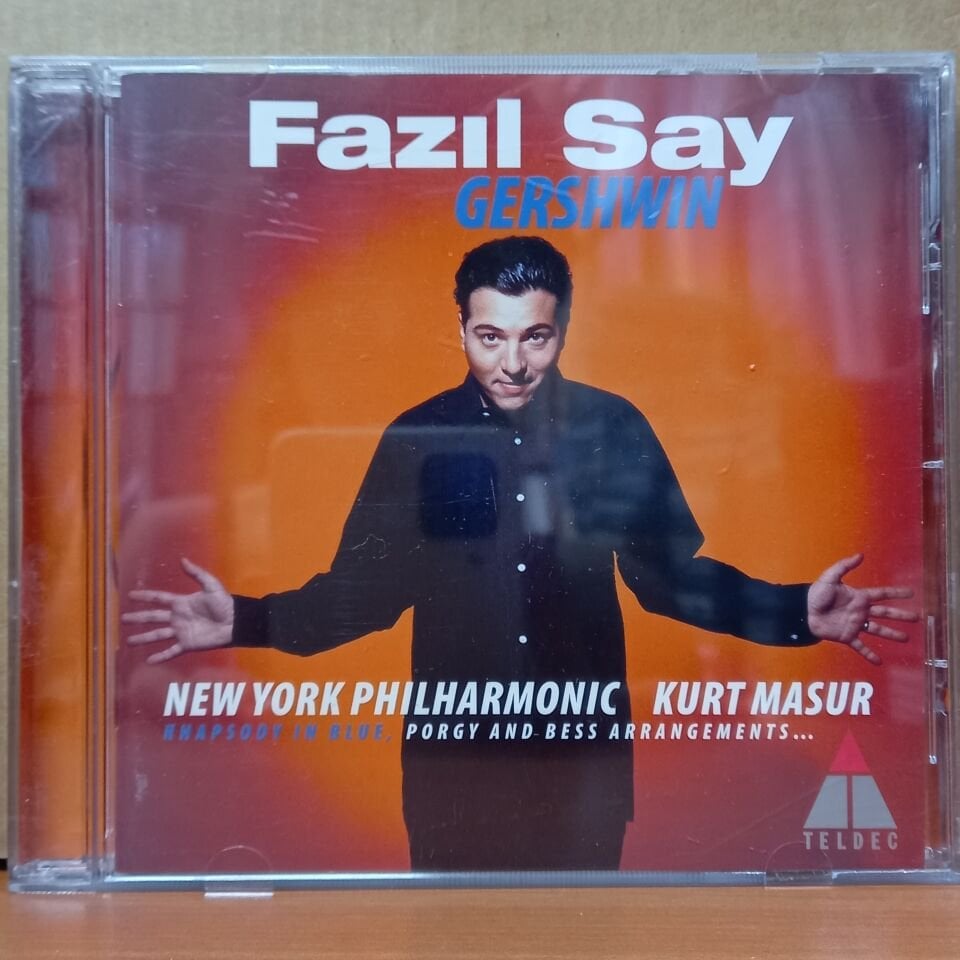 Fazıl Say
GERSHWIN
NEW YORK PHILHARMONIC KURT MASUR
RHAPSODY IN BLUE, PORGY AND BESS ARRANGEMENTS...
TELDEC